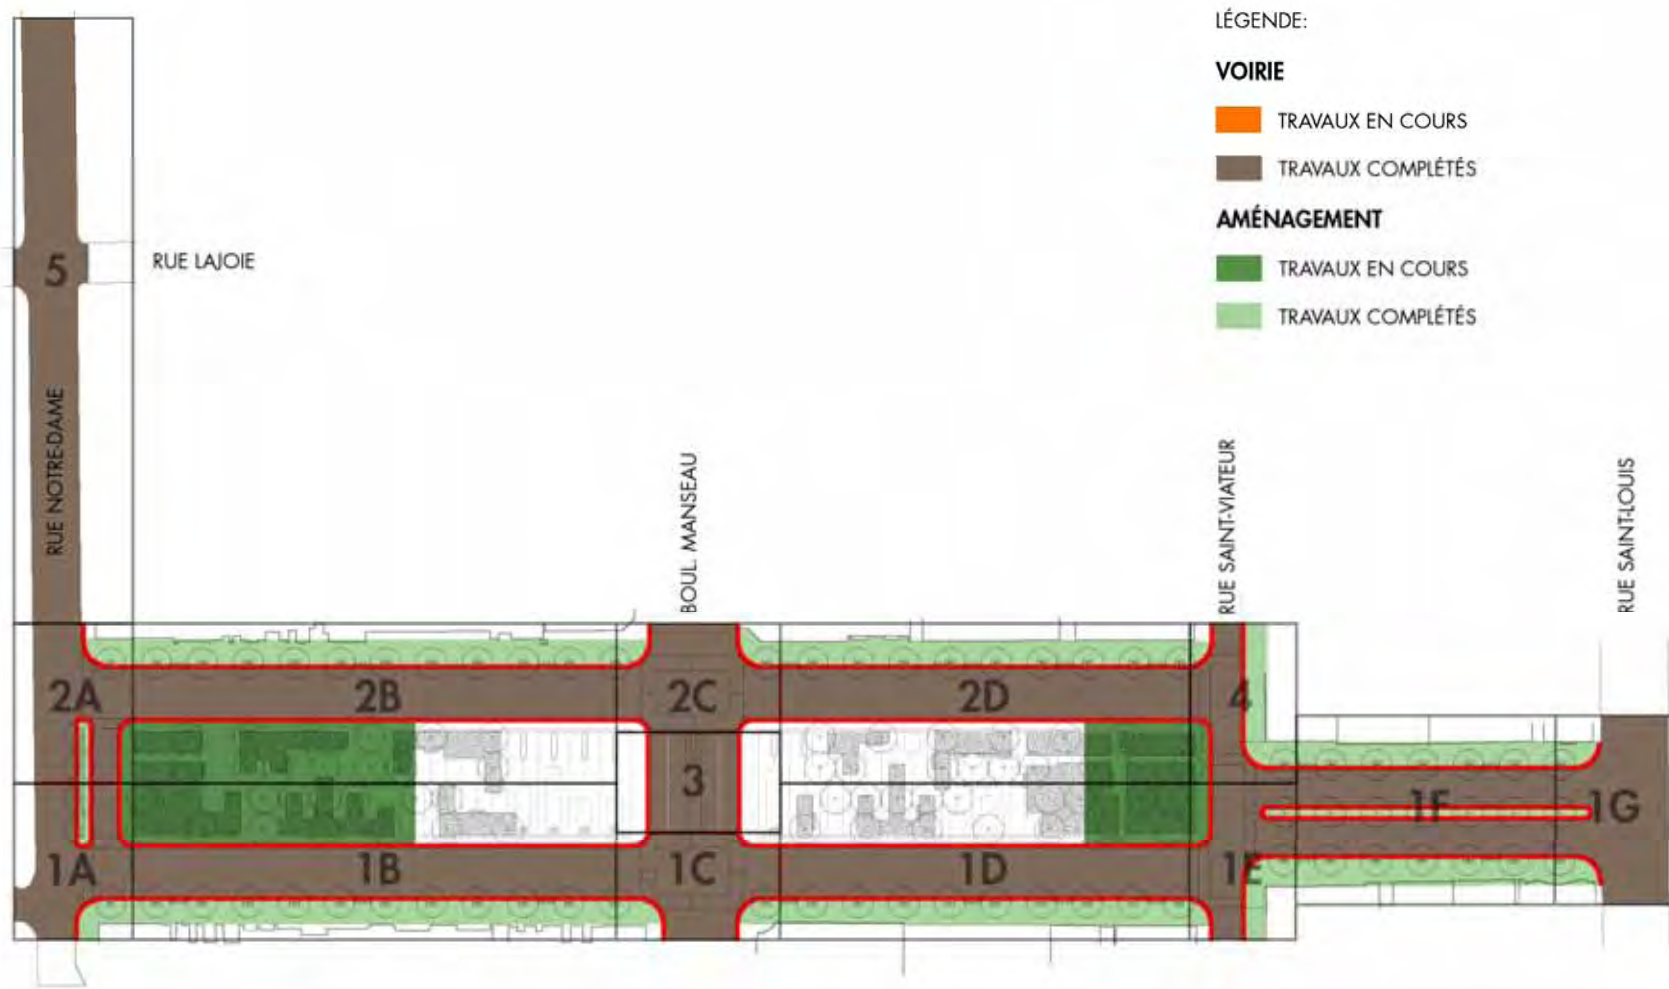 LÉGENDE:
VOIRIE
TRAVAUX EN COURS
TRAVAUX COMPLÉTÉS
AMÉNAGEMENT
TRAVAUX EN COURS
TRAVAUX COMPLÉTÉS
5
RUE LAJOIE
RUE NOTRE-DAME
BOUL. MANSEAU
RUE SAINT-VIATEUR
RUE SAINT-LOUIS
2A
2B
2C
2D
4
3
1F
1G
1A
1B
1C
1D
1E